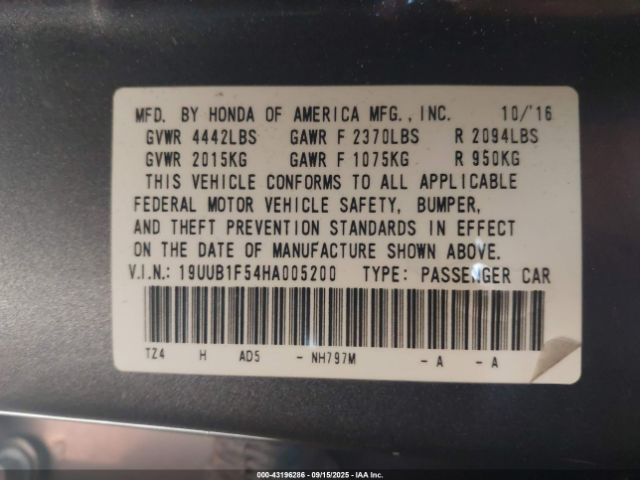 MFD. BY HONDA OF AMERICA MFG., INC. 10/'16
GVWR 4442LBS GAWR F 2370LBS R 2094LBS
GVWR 2015KG GAWR F 1075KG R 950KG
THIS VEHICLE CONFORMS TO ALL APPLICABLE
FEDERAL MOTOR VEHICLE SAFETY, BUMPER,
AND THEFT PREVENTION STANDARDS IN EFFECT
ON THE DATE OF MANUFACTURE SHOWN ABOVE.
V.I.N.: 19UUB1F54HA005200 TYPE: PASSENGER CAR
TZ4 H AD5 - NH797M - A - A
000-43196286 - 09/15/2025 - IAA Inc.